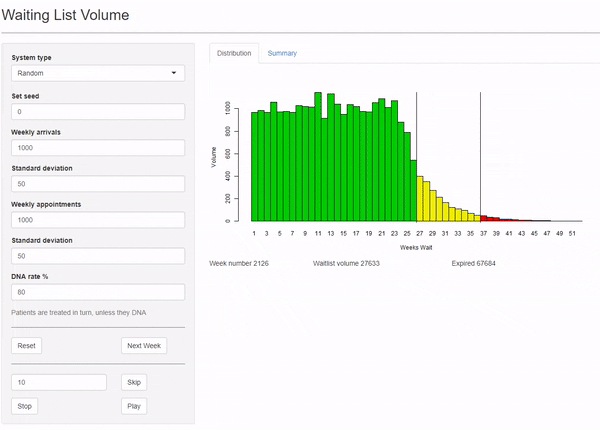 Waiting List Volume
System type
Random
Set seed
0
Weekly arrivals
1000
Standard deviation
50
Weekly appointments
1000
Standard deviation
50
DNA rate %
80
Patients are treated in turn, unless they DNA
Reset
Next Week
10
Skip
Stop
Play
Distribution
Summary
Volume
1000
800
600
400
200
0
1 3 5 7 9 11 13 15 17 19 21 23 25 27 29 31 33 35 37 39 41 43 45 47 49 51
Weeks Wait
Week number 2126
Waitlist volume 27633
Expired 67684